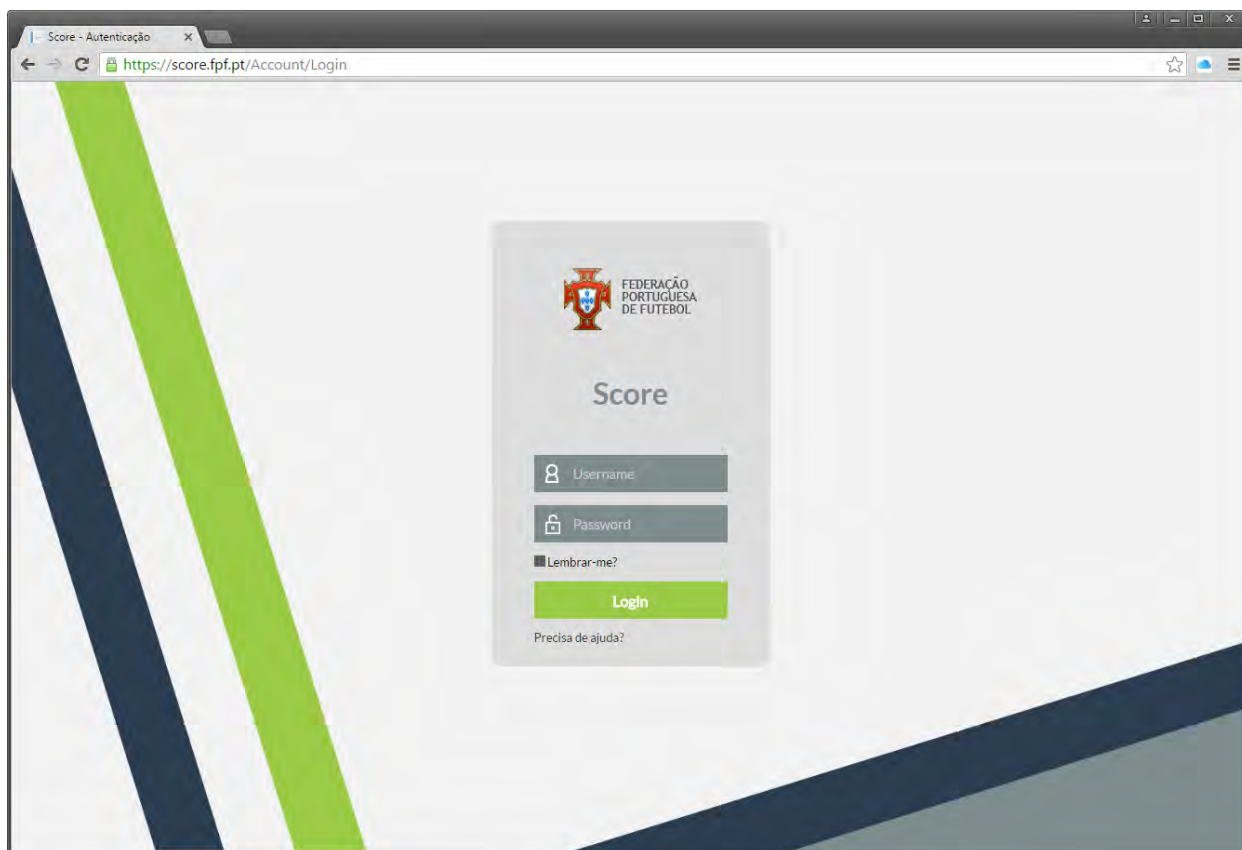 Score - Autenticação
https://score.fpf.pt/Account/Login
FEDERAÇÃO
PORTUGUESA
DE FUTEBOL
Score
Username
Password
Lembrar-me?
Login
Precisa de ajuda?